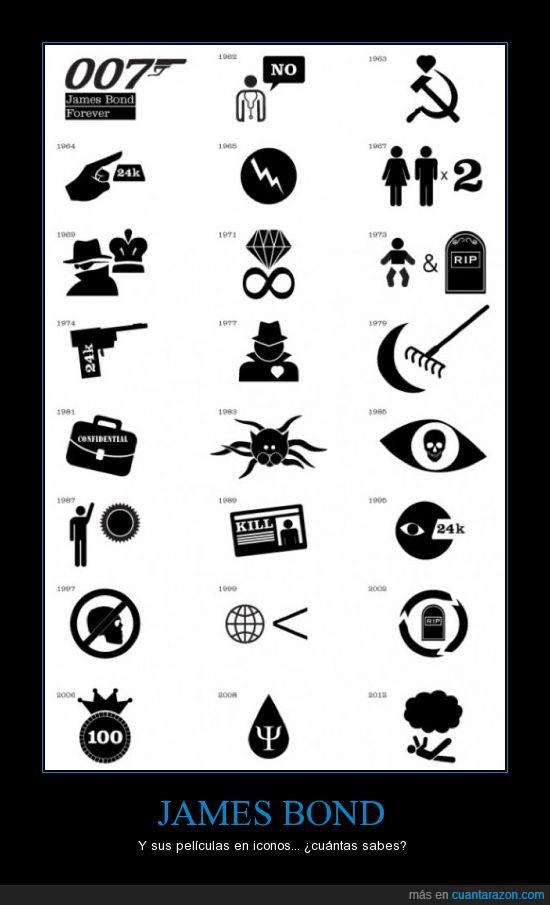 007
James Bond
Forever
1962
NO
1963
1964
24k
1965
1967
x 2
1969
1971
1973
&
RIP
1974
24k
1977
1979
1981
CONFIDENTIAL
1983
1985
1987
1989
KILL
1995
24k
1997
1999
<
2002
RIP
2006
100
2008
Ψ
2012
JAMES BOND
Y sus películas en iconos... ¿cuántas sabes?
más en cuantarazon.com